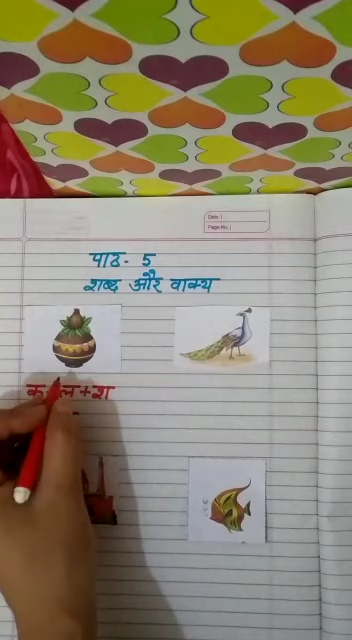 Date
Page No.
पाठ- 5
शब्द और वाक्य
क+ल+श